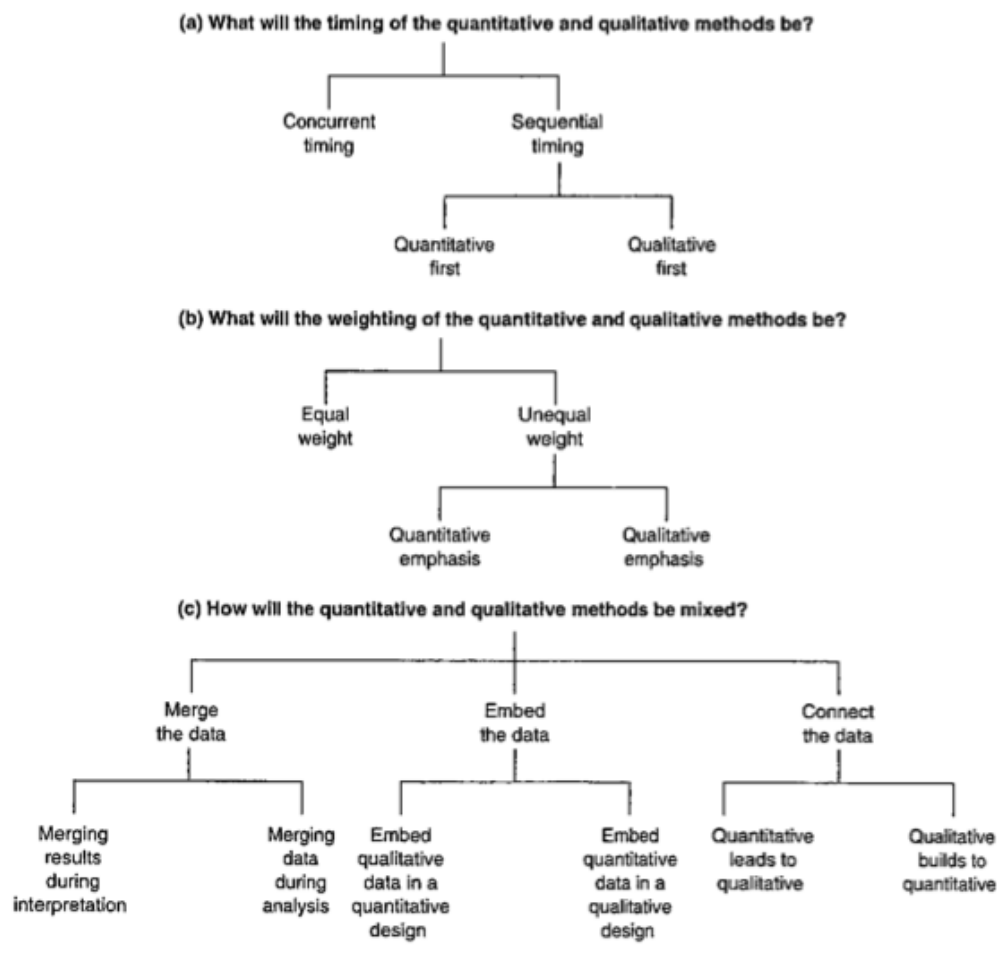 (a) What will the timing of the quantitative and qualitative methods be?
Concurrent
timing
Sequential
timing
Quantitative
first
Qualitative
first
(b) What will the weighting of the quantitative and qualitative methods be?
Equal
weight
Unequal
weight
Quantitative
emphasis
Qualitative
emphasis
(c) How will the quantitative and qualitative methods be mixed?
Merge
the data
Embed
the data
Connect
the data
Merging
results
during
interpretation
Merging
data
during
analysis
Embed
qualitative
data in a
quantitative
design
Embed
quantitative
data in a
qualitative
design
Quantitative
leads to
qualitative
Qualitative
builds to
quantitative